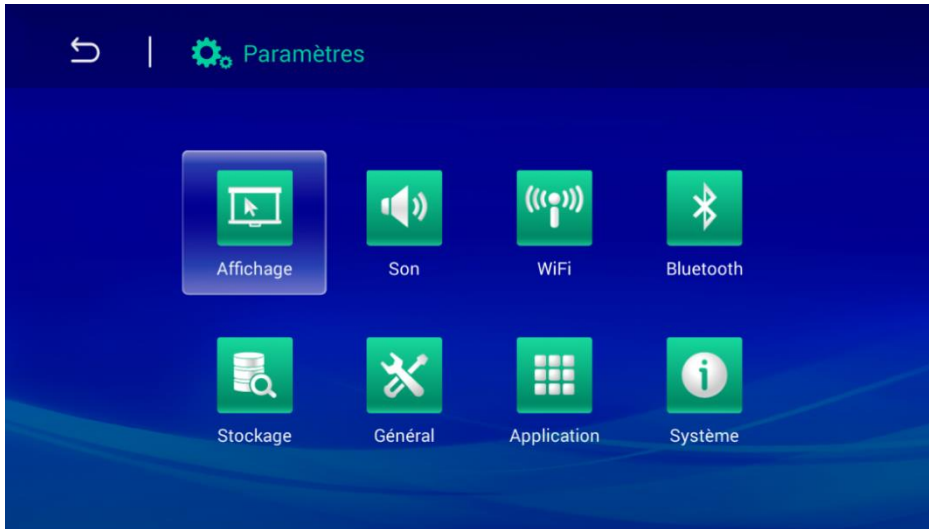 Paramètres
Affichage Son WiFi Bluetooth
Stockage Général Application Système